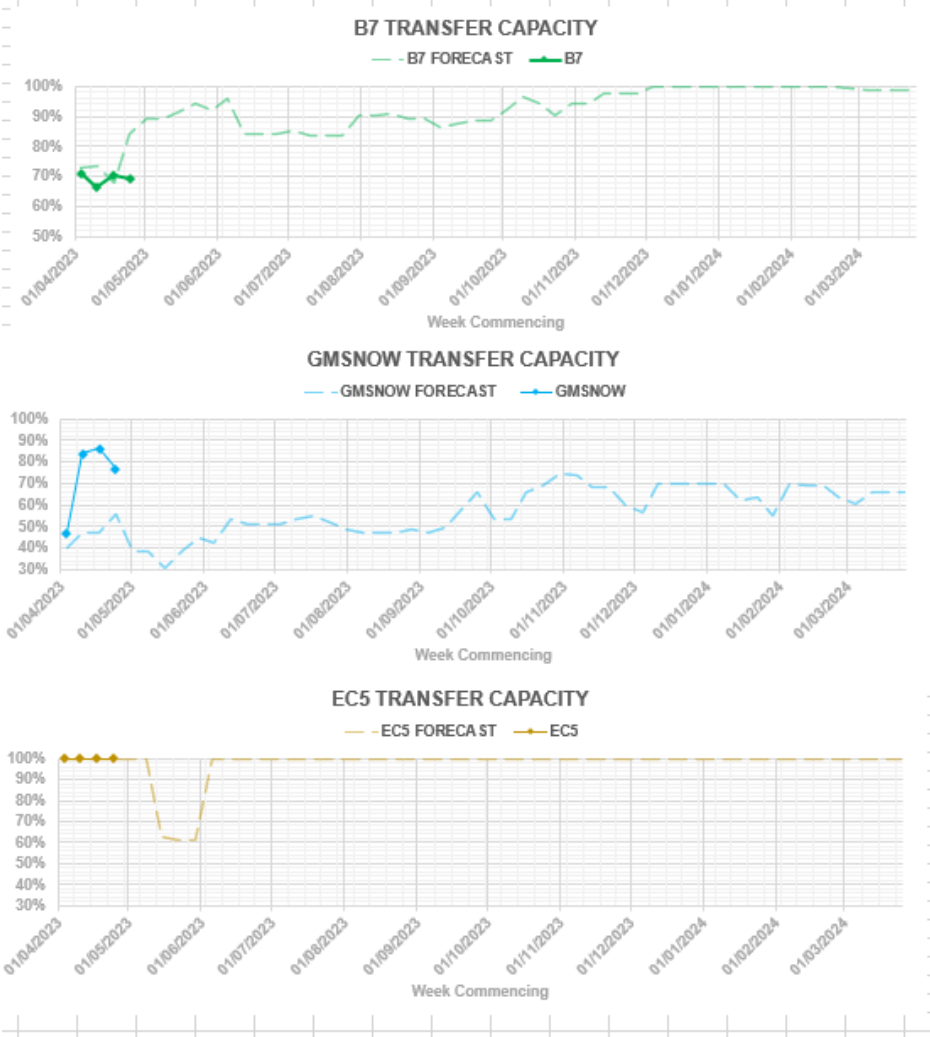 B7 TRANSFER CAPACITY
B7 FORECAST B7
100%
90%
80%
70%
60%
50%
01/04/2023 01/05/2023 01/06/2023 01/07/2023 01/08/2023 01/09/2023 01/10/2023 01/11/2023 01/12/2023 01/01/2024 01/02/2024 01/03/2024
Week Commencing
GMSNOW TRANSFER CAPACITY
GMSNOW FORECAST GMSNOW
100%
90%
80%
70%
60%
50%
40%
30%
01/04/2023 01/05/2023 01/06/2023 01/07/2023 01/08/2023 01/09/2023 01/10/2023 01/11/2023 01/12/2023 01/01/2024 01/02/2024 01/03/2024
Week Commencing
EC5 TRANSFER CAPACITY
EC5 FORECAST EC5
100%
90%
80%
70%
60%
50%
40%
30%
01/04/2023 01/05/2023 01/06/2023 01/07/2023 01/08/2023 01/09/2023 01/10/2023 01/11/2023 01/12/2023 01/01/2024 01/02/2024 01/03/2024
Week Commencing